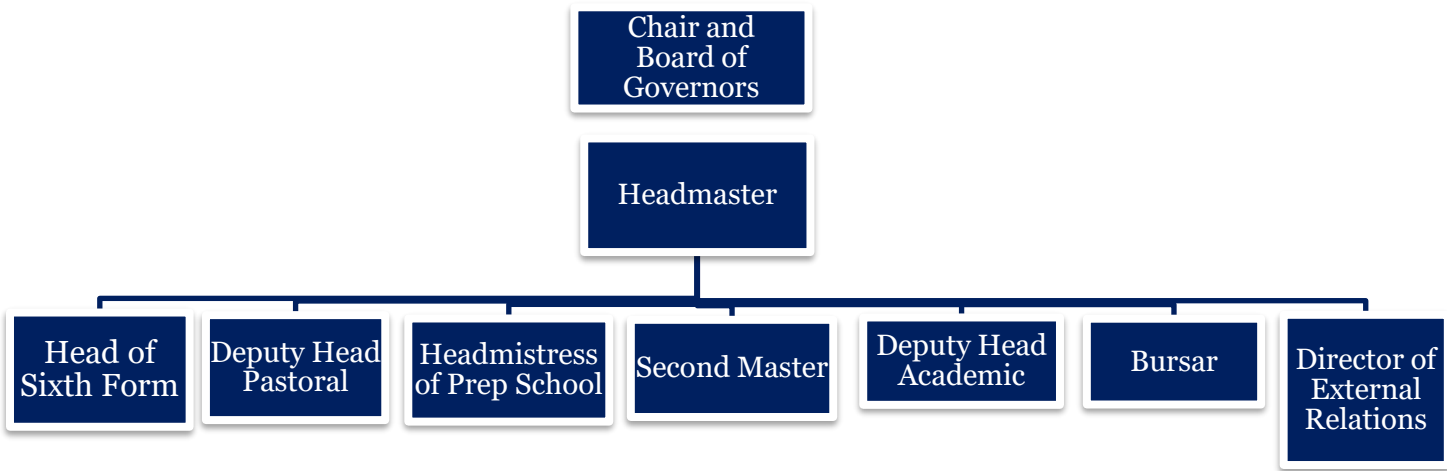 Chair and
Board of
Governors
Headmaster
Head of
Sixth Form
Deputy Head
Pastoral
Headmistress
of Prep School
Second Master
Deputy Head
Academic
Bursar
Director of
External
Relations